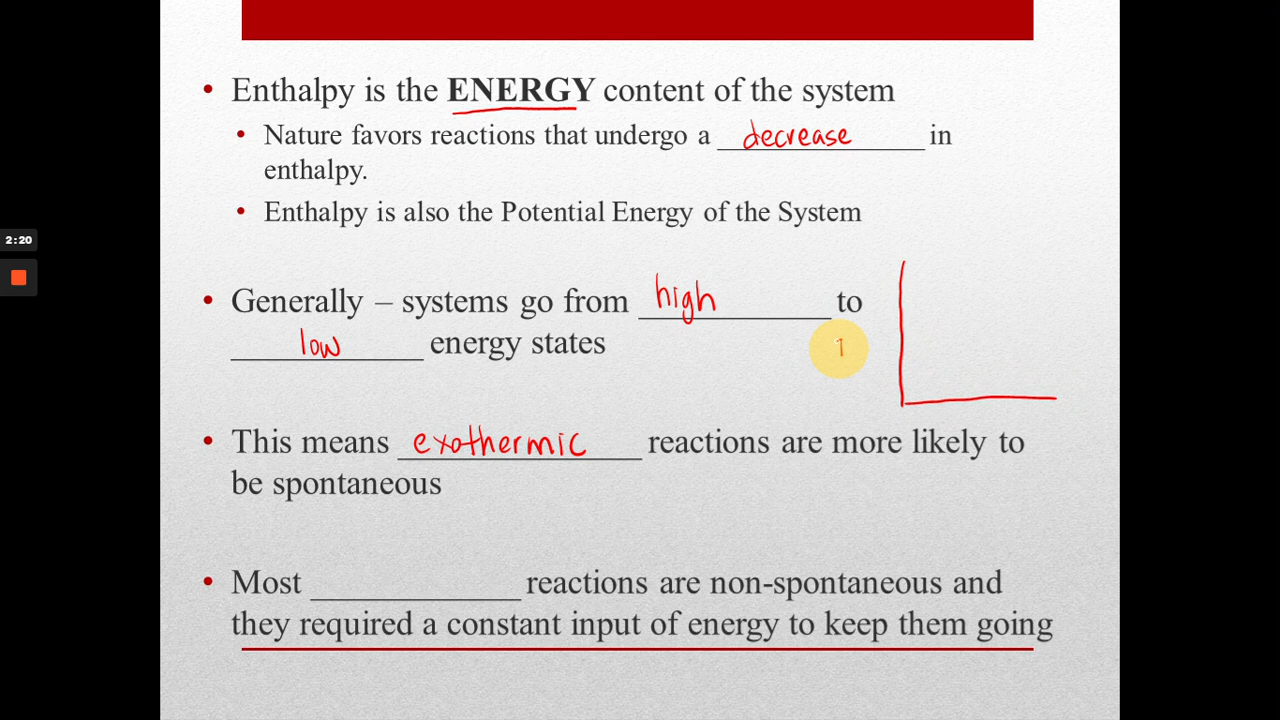 • Enthalpy is the ENERGY content of the system
• Nature favors reactions that undergo a decrease in
enthalpy.
• Enthalpy is also the Potential Energy of the System
2:20
• Generally – systems go from high to
low energy states
• This means exothermic reactions are more likely to
be spontaneous
• Most ______________ reactions are non-spontaneous and
they required a constant input of energy to keep them going